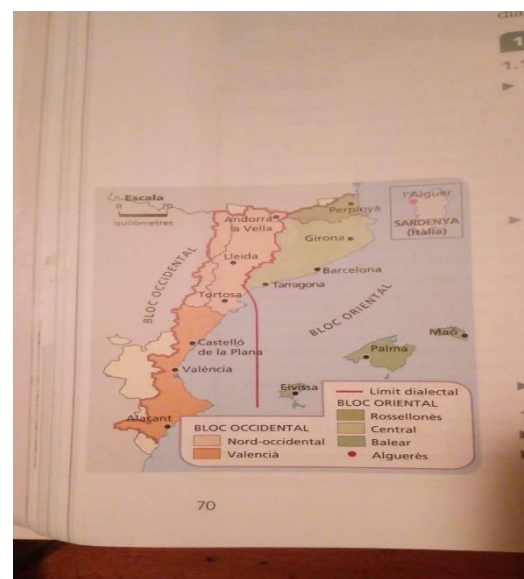 1
1.
Escala
0 70
quilòmetres
Andorra
la Vella
Perpinyà
l'Alguer
SARDENYA
(Itàlia)
Girona
Lleida
Barcelona
Tarragona
Tortosa
BLOC OCCIDENTAL
BLOC ORIENTAL
Castelló
de la Plana
València
Maó
Palma
Eivissa
Alacant
Límit dialectal
BLOC ORIENTAL
Rossellonès
Central
Balear
Alguerès
BLOC OCCIDENTAL
Nord-occidental
Valencià
70